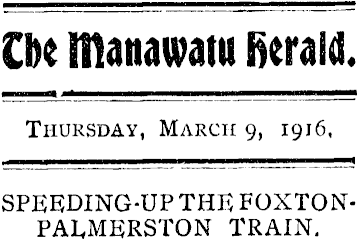 The Manawatu Herald.
THURSDAY, MARCH 9, 1916.
SPEEDING-UP THE FOXTON-
PALMERSTON TRAIN.